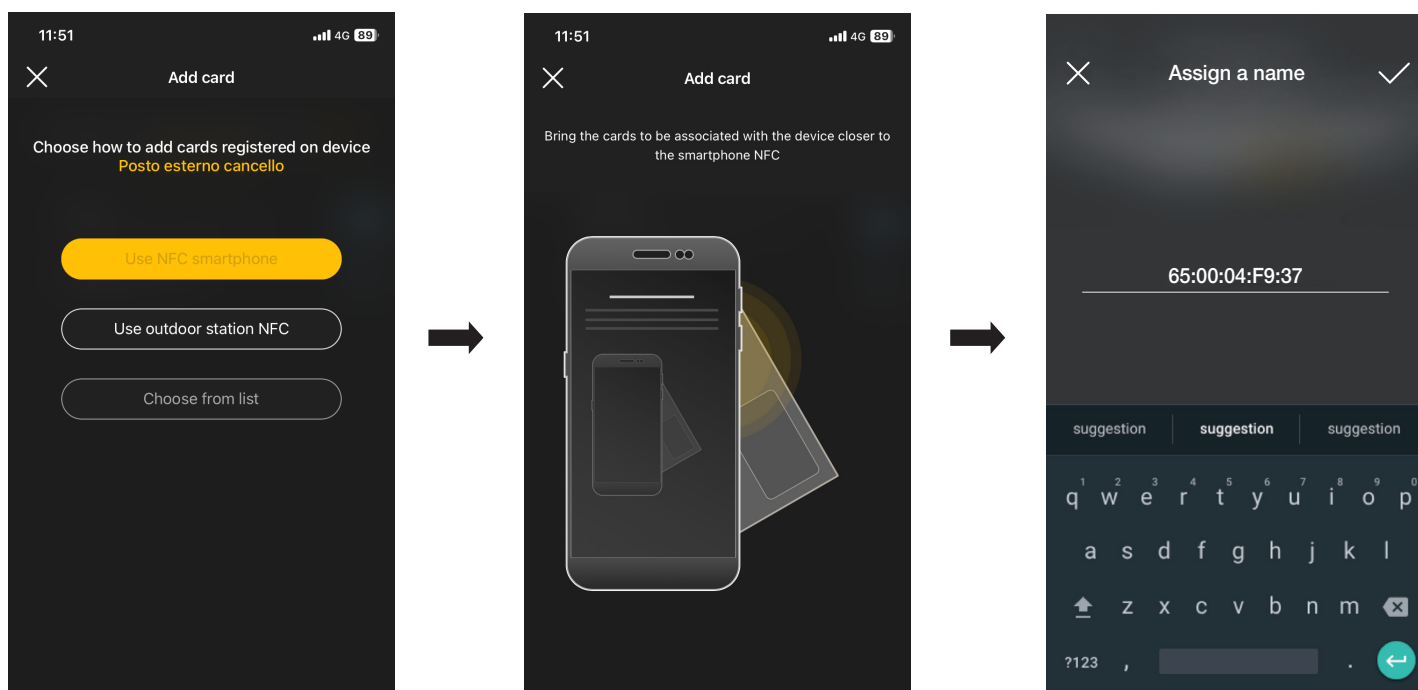 11:51 4G 89
Add card
Choose how to add cards registered on device
Posto esterno cancello
Use NFC smartphone
Use outdoor station NFC
Choose from list
11:51 4G 89
Add card
Bring the cards to be associated with the device closer to
the smartphone NFC
Assign a name
65:00:04:F9:37
suggestion suggestion suggestion
1 2 3 4 5 6 7 8 9 0
q w e r t y u i o p
a s d f g h j k l
z x c v b n m
?123 , .